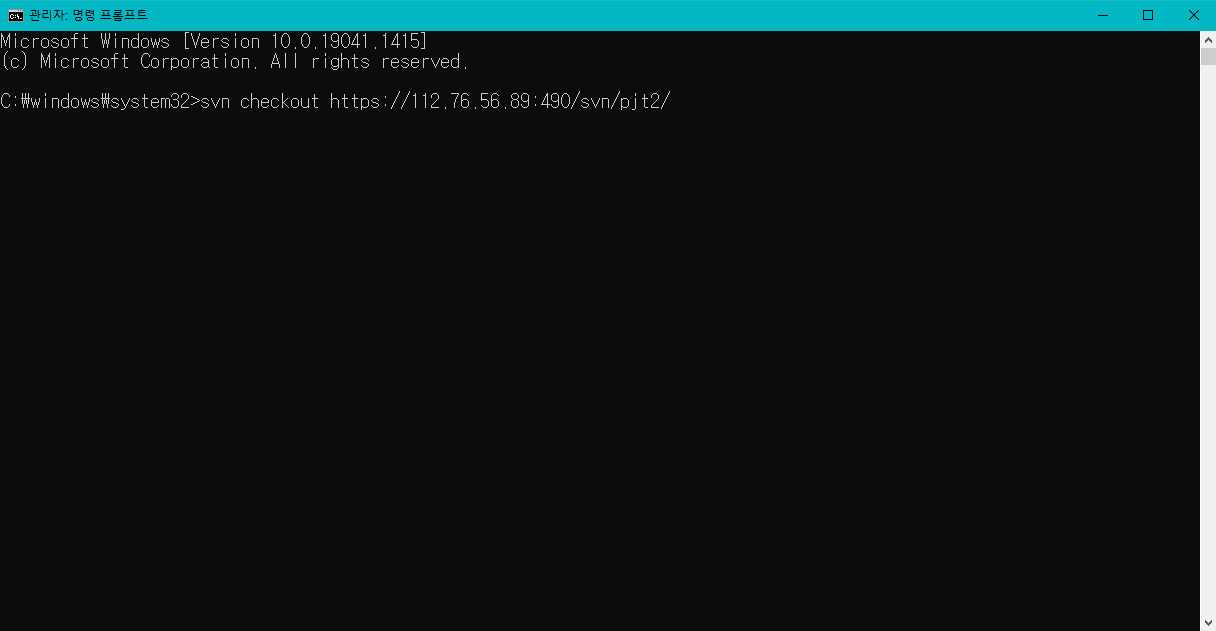 관리자: 명령 프롬프트
Microsoft Windows [Version 10.0.19041.1415]
(c) Microsoft Corporation. All rights reserved.
C:₩windows₩system32>svn checkout https://112.76.56.89:490/svn/pjt2/